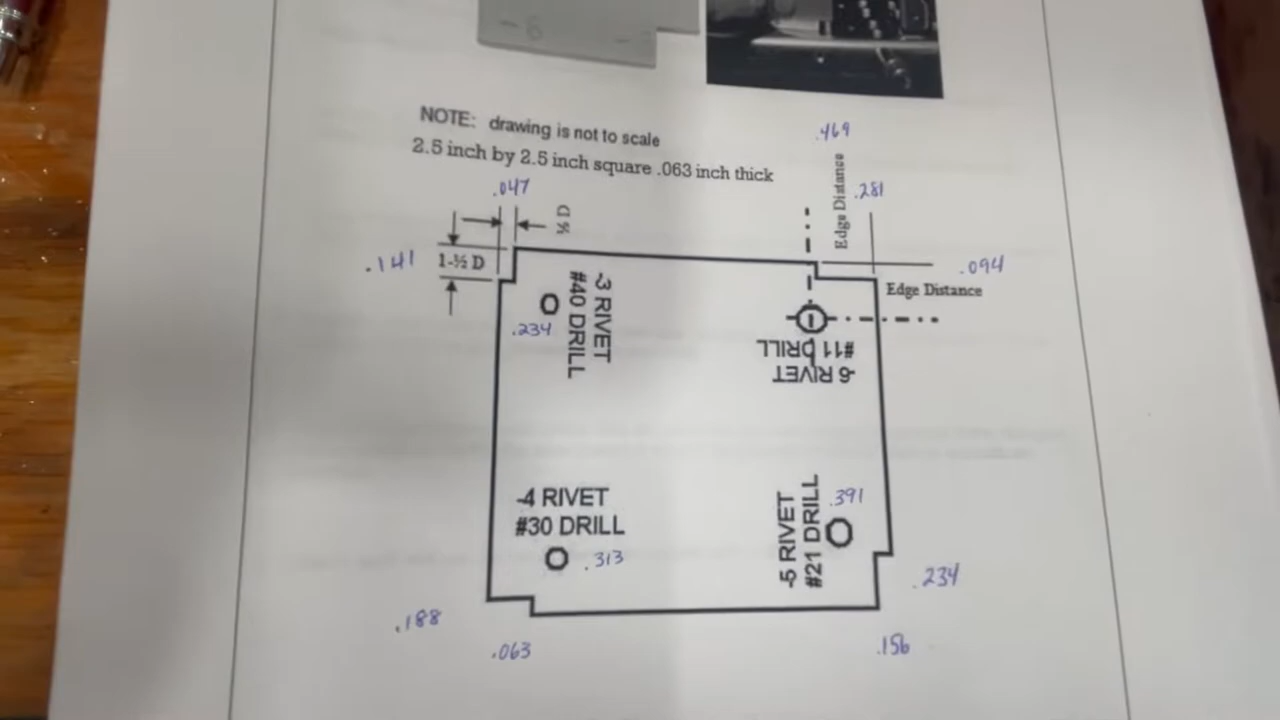 NOTE: drawing is not to scale
2.5 inch by 2.5 inch square .063 inch thick
.469
Edge Distance
.281
.047
½ D
.141
1-½ D
.094
Edge Distance
-3 RIVET
#40 DRILL
.234
-6 RIVET
#11 DRILL
-4 RIVET
#30 DRILL
.313
-5 RIVET
#21 DRILL
.391
.234
.188
.063
.156